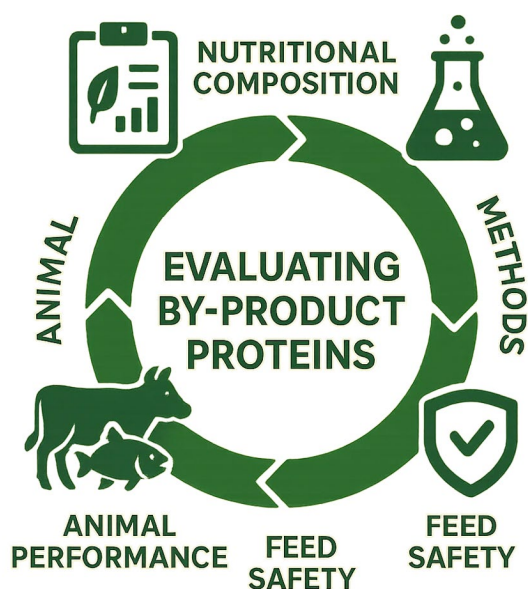 NUTRITIONAL
COMPOSITION
ANIMAL
METHODS
EVALUATING
BY-PRODUCT
PROTEINS
ANIMAL
PERFORMANCE
FEED
SAFETY
FEED
SAFETY